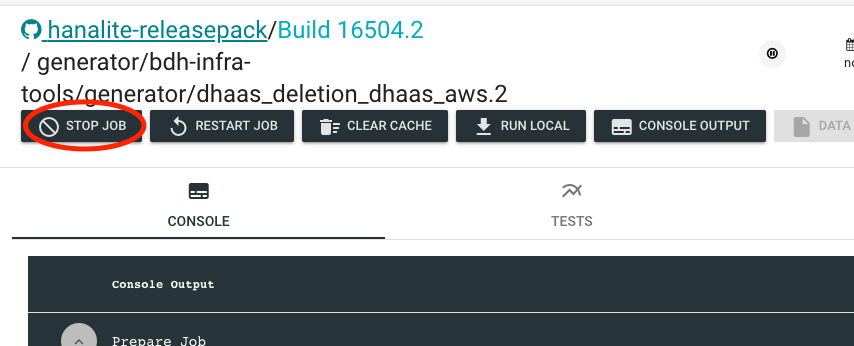 hanalite-releasepack/Build 16504.2
/ generator/bdh-infra-
tools/generator/dhaas_deletion_dhaas_aws.2
no
STOP JOB
RESTART JOB
CLEAR CACHE
RUN LOCAL
CONSOLE OUTPUT
DATA
CONSOLE
TESTS
Console Output
Prepare Job